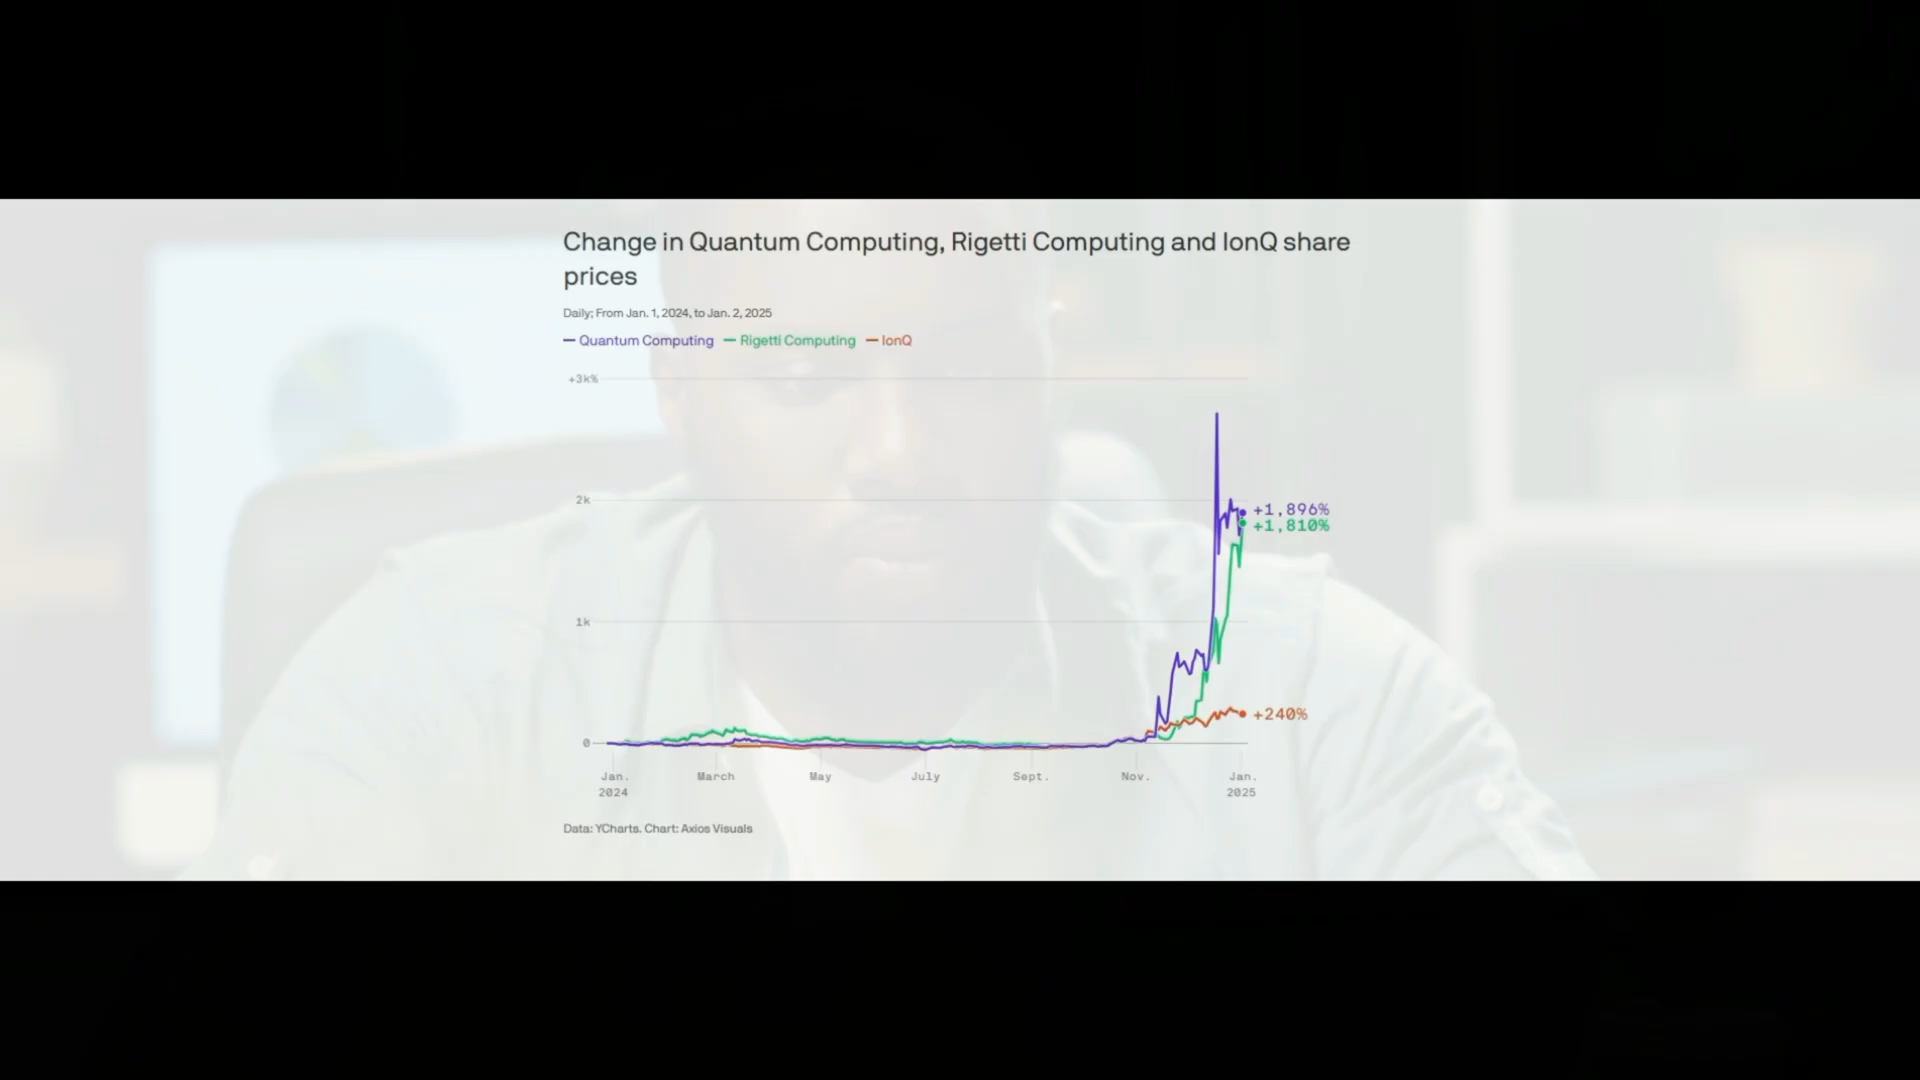 Change in Quantum Computing, Rigetti Computing and IonQ share
prices
Daily; From Jan. 1, 2024, to Jan. 2, 2025
Quantum Computing Rigetti Computing IonQ
+3k%
2k
+1,896%
+1,810%
1k
+240%
0
Jan. March May July Sept. Nov. Jan.
2024 2025
Data: YCharts. Chart: Axios Visuals